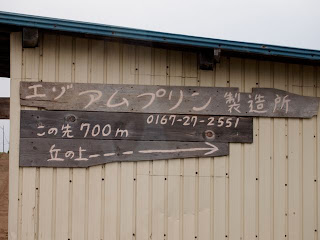 エゾアムプリン製造所
0167-27-2551
この先700m
丘の上----→